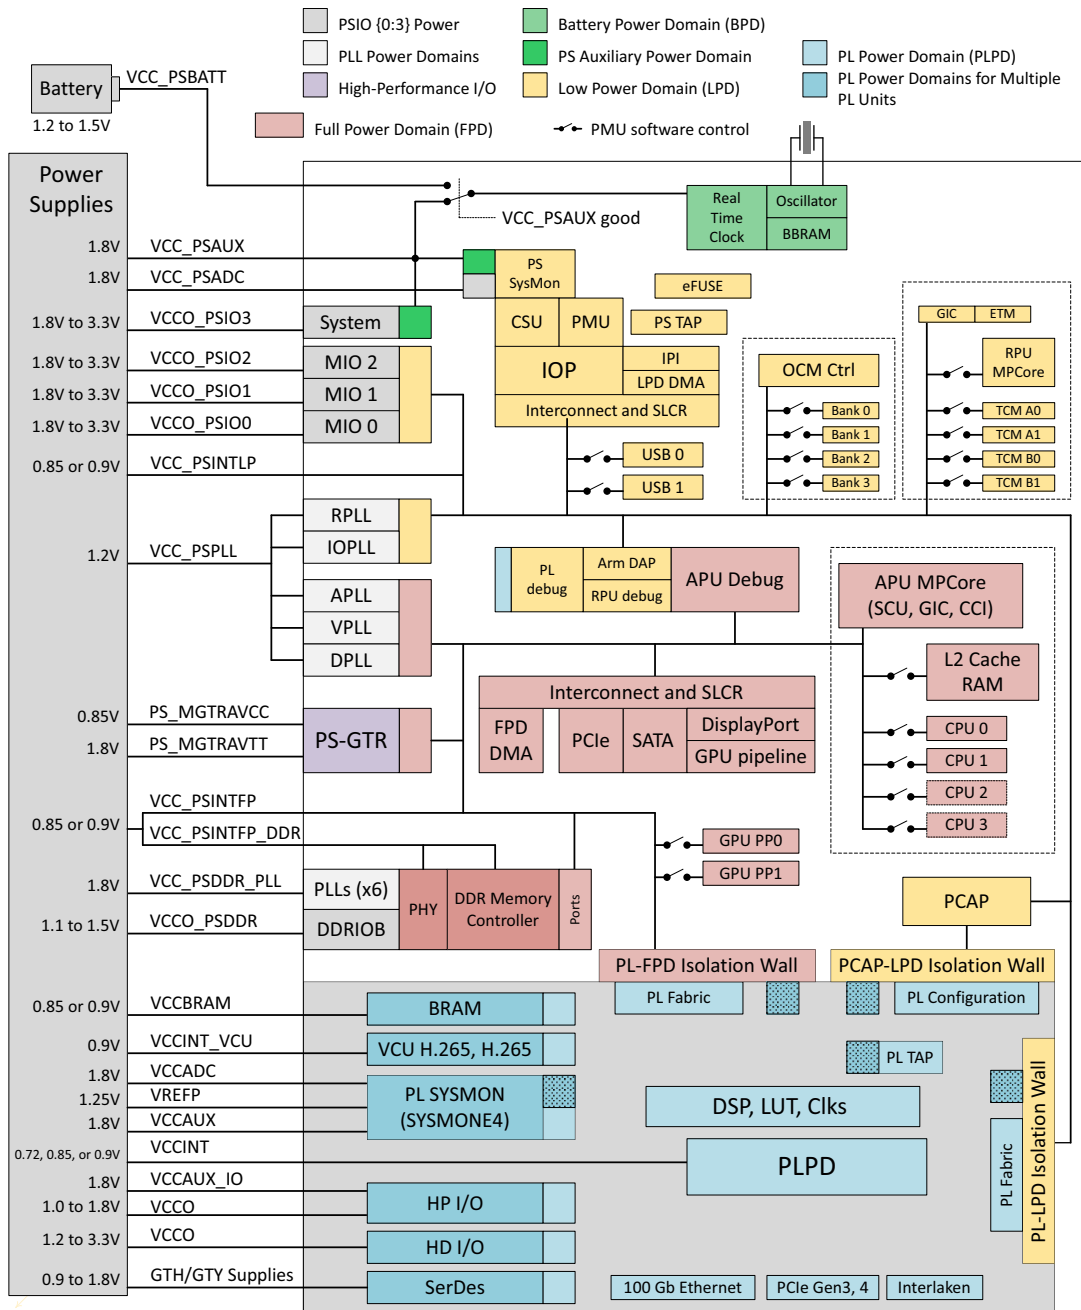 PSIO {0:3} Power
PLL Power Domains
High-Performance I/O
Full Power Domain (FPD)
Battery Power Domain (BPD)
PS Auxiliary Power Domain
Low Power Domain (LPD)
PMU software control
PL Power Domain (PLPD)
PL Power Domains for Multiple
PL Units
Battery
1.2 to 1.5V
VCC_PSBATT
Power
Supplies
VCC_PSAUX good
Real
Time
Clock
Oscillator
BBRAM
1.8V
VCC_PSAUX
1.8V
VCC_PSADC
1.8V to 3.3V
VCCO_PSIO3
System
1.8V to 3.3V
VCCO_PSIO2
MIO 2
1.8V to 3.3V
VCCO_PSIO1
MIO 1
1.8V to 3.3V
VCCO_PSIO0
MIO 0
0.85 or 0.9V
VCC_PSINTLP
PS
SysMon
eFUSE
CSU
PMU
PS TAP
IOP
IPI
LPD DMA
Interconnect and SLCR
USB 0
USB 1
OCM Ctrl
Bank 0
Bank 1
Bank 2
Bank 3
GIC
ETM
RPU
MPCore
TCM A0
TCM A1
TCM B0
TCM B1
1.2V
VCC_PSPLL
RPLL
IOPLL
APLL
VPLL
DPLL
PL
debug
Arm DAP
RPU debug
APU Debug
APU MPCore
(SCU, GIC, CCI)
L2 Cache
RAM
CPU 0
CPU 1
CPU 2
CPU 3
0.85V
PS_MGTRAVCC
1.8V
PS_MGTRAVTT
PS-GTR
Interconnect and SLCR
FPD
DMA
PCIe
SATA
DisplayPort
GPU pipeline
0.85 or 0.9V
VCC_PSINTFP
VCC_PSINTFP_DDR
GPU PP0
GPU PP1
1.8V
VCC_PSDDR_PLL
PLLs (x6)
1.1 to 1.5V
VCCO_PSDDR
DDRIOB
PHY
DDR Memory
Controller
Ports
PCAP
PL-FPD Isolation Wall
PCAP-LPD Isolation Wall
PL Fabric
PL Configuration
0.85 or 0.9V
VCCBRAM
BRAM
0.9V
VCCINT_VCU
VCU H.265, H.265
1.8V
VCCADC
1.25V
VREFP
1.8V
VCCAUX
PL SYSMON
(SYSMONE4)
PL TAP
DSP, LUT, Clks
0.72, 0.85, or 0.9V
VCCINT
PLPD
PL Fabric
PL-LPD Isolation Wall
1.8V
VCCAUX_IO
1.0 to 1.8V
VCCO
HP I/O
1.2 to 3.3V
VCCO
HD I/O
0.9 to 1.8V
GTH/GTY Supplies
SerDes
100 Gb Ethernet
PCIe Gen3, 4
Interlaken